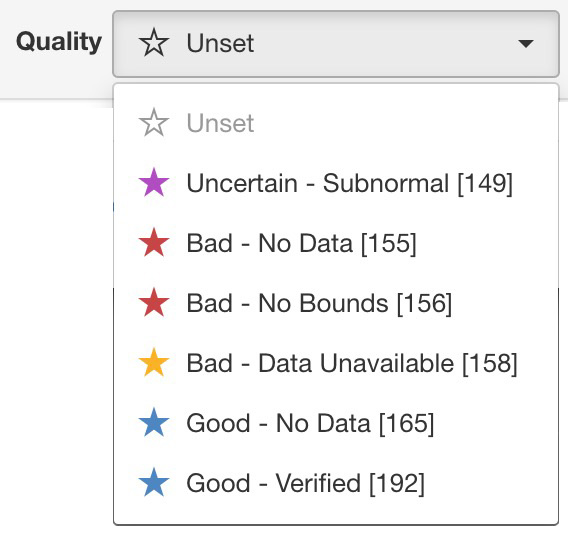 Quality Unset
Unset
Uncertain - Subnormal [149]
Bad - No Data [155]
Bad - No Bounds [156]
Bad - Data Unavailable [158]
Good - No Data [165]
Good - Verified [192]